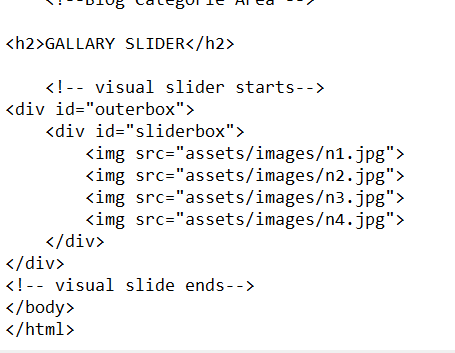 <!--Blog Categorie Area -->
<h2>GALLARY SLIDER</h2>
<!-- visual slider starts-->
<div id="outerbox">
<div id="sliderbox">
<img src="assets/images/n1.jpg">
<img src="assets/images/n2.jpg">
<img src="assets/images/n3.jpg">
<img src="assets/images/n4.jpg">
</div>
</div>
<!-- visual slide ends-->
</body>
</html>